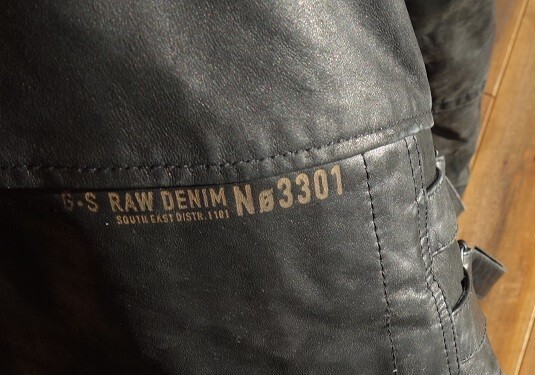 G-S RAW DENIM Nø3301
SOUTH EAST DISTR.1101